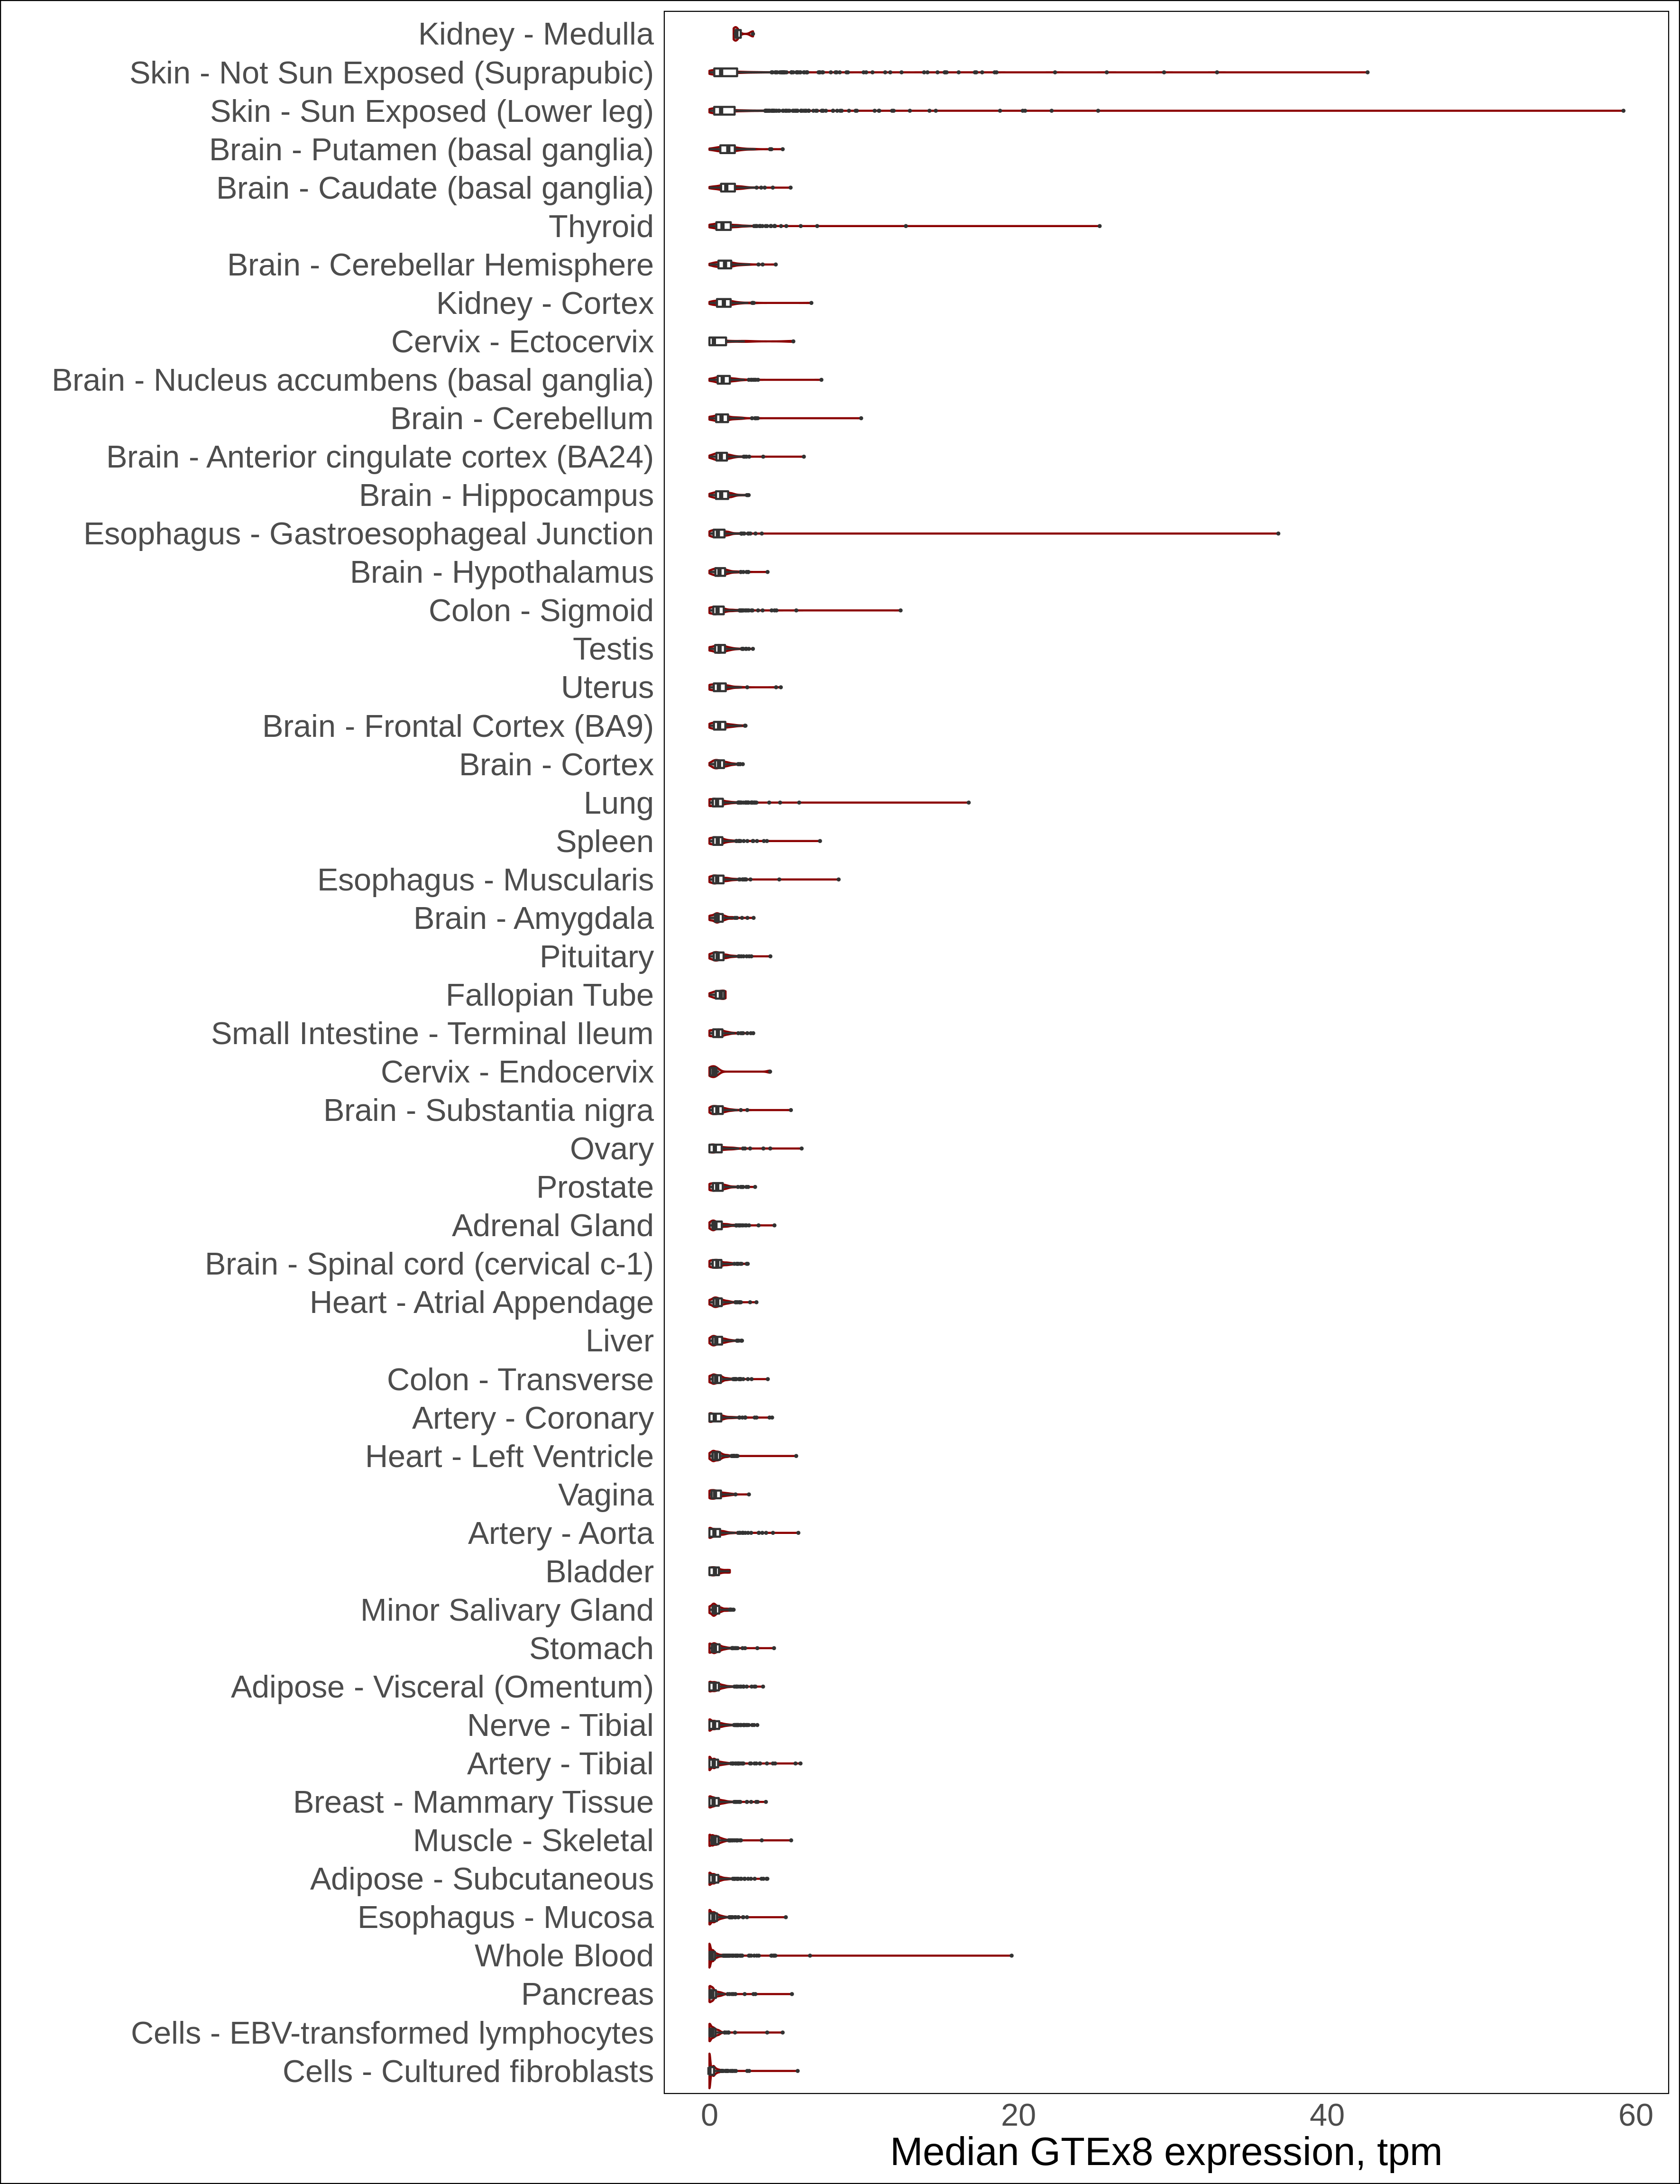 Kidney - Medulla
Skin - Not Sun Exposed (Suprapubic)
Skin - Sun Exposed (Lower leg)
Brain - Putamen (basal ganglia)
Brain - Caudate (basal ganglia)
Thyroid
Brain - Cerebellar Hemisphere
Kidney - Cortex
Cervix - Ectocervix
Brain - Nucleus accumbens (basal ganglia)
Brain - Cerebellum
Brain - Anterior cingulate cortex (BA24)
Brain - Hippocampus
Esophagus - Gastroesophageal Junction
Brain - Hypothalamus
Colon - Sigmoid
Testis
Uterus
Brain - Frontal Cortex (BA9)
Brain - Cortex
Lung
Spleen
Esophagus - Muscularis
Brain - Amygdala
Pituitary
Fallopian Tube
Small Intestine - Terminal Ileum
Cervix - Endocervix
Brain - Substantia nigra
Ovary
Prostate
Adrenal Gland
Brain - Spinal cord (cervical c-1)
Heart - Atrial Appendage
Liver
Colon - Transverse
Artery - Coronary
Heart - Left Ventricle
Vagina
Artery - Aorta
Bladder
Minor Salivary Gland
Stomach
Adipose - Visceral (Omentum)
Nerve - Tibial
Artery - Tibial
Breast - Mammary Tissue
Muscle - Skeletal
Adipose - Subcutaneous
Esophagus - Mucosa
Whole Blood
Pancreas
Cells - EBV-transformed lymphocytes
Cells - Cultured fibroblasts
0 20 40 60
Median GTEx8 expression, tpm